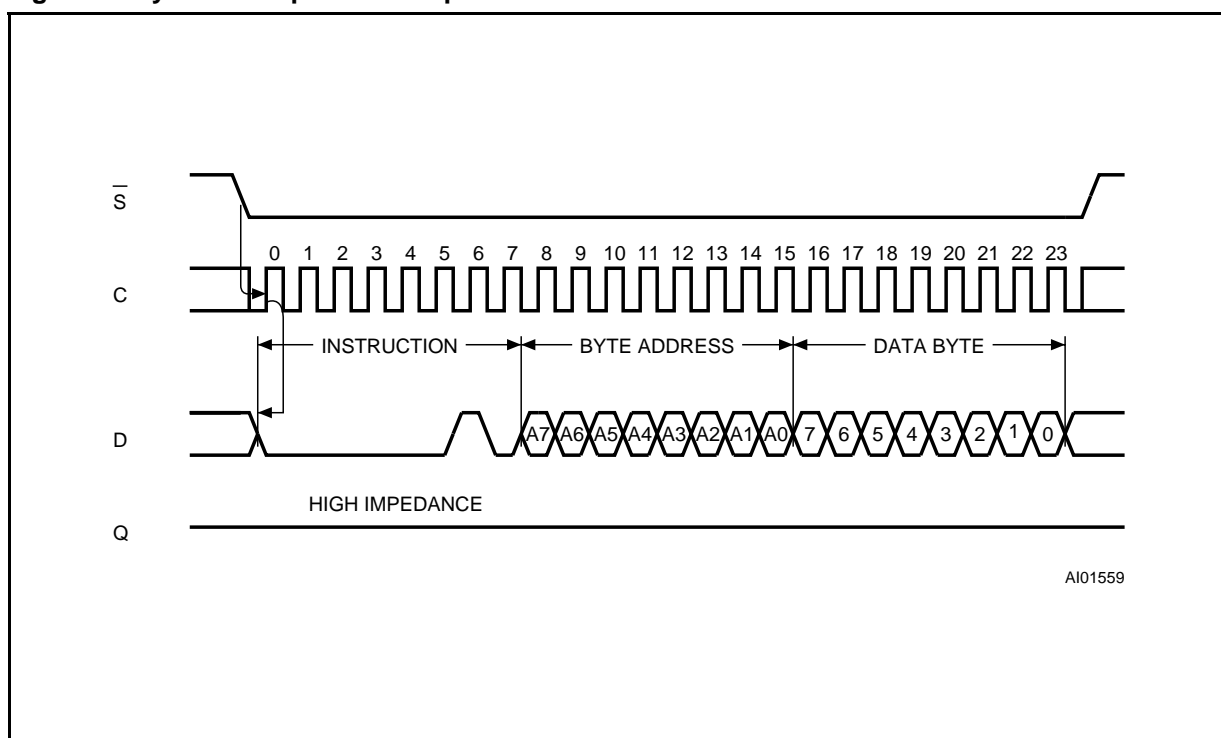 S
0 1 2 3 4 5 6 7 8 9 10 11 12 13 14 15 16 17 18 19 20 21 22 23
C
INSTRUCTION BYTE ADDRESS DATA BYTE
D A7 A6 A5 A4 A3 A2 A1 A0 7 6 5 4 3 2 1 0
HIGH IMPEDANCE
Q
AI01559